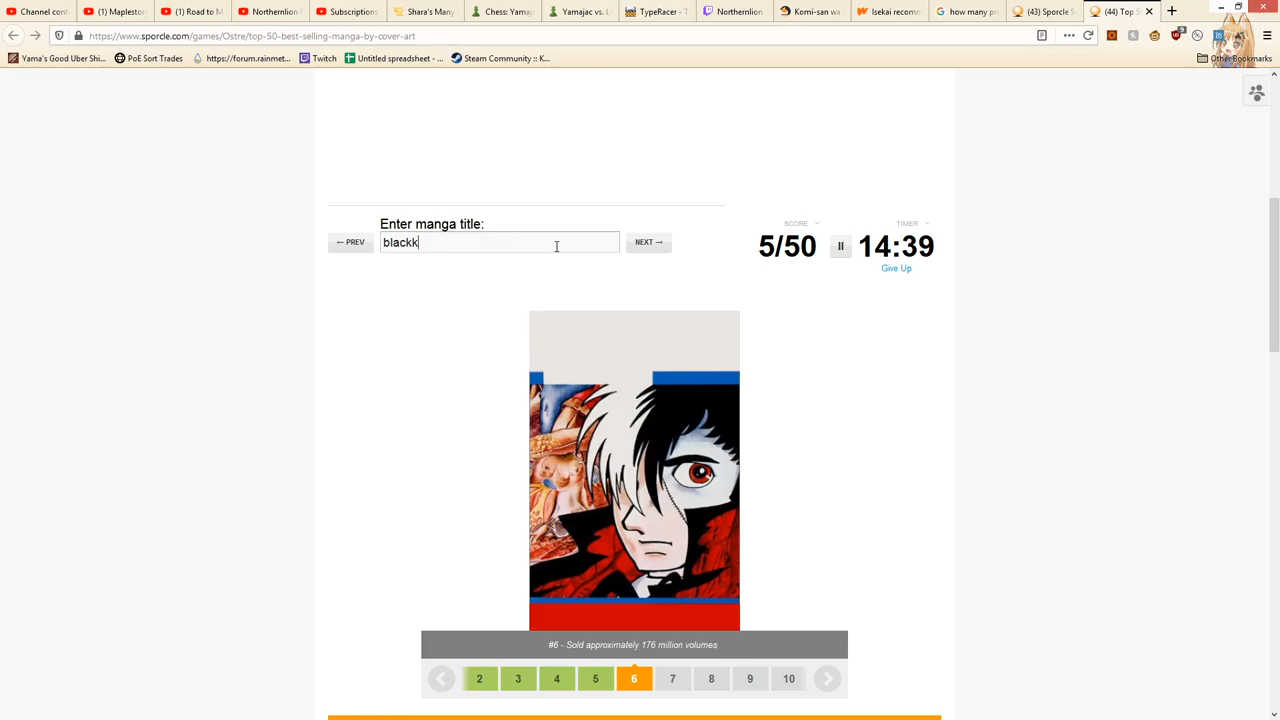 Channel cont
(1) Mapleston
(1) Road to M
Northernlion
Subscriptions
Shara's Many
Chess: Yamaj
Yamajac vs. L
TypeRacer - T
Northernlion
Komi-san w
Isekai recomm
how many pr
(43) Sporcle S
(44) Top 5
https://www.sporcle.com/games/Ostre/top-50-best-selling-manga-by-cover-art
Yama's Good Uber Shi...
PoE Sort Trades
https://forum.rainmet...
Twitch
Untitled spreadsheet - ...
Steam Community :: K...
Other Bookmarks
Enter manga title:
← PREV
blackk
NEXT →
SCORE
5/50
TIMER
14:39
Give Up
#6 - Sold approximately 176 million volumes
2 3 4 5 6 7 8 9 10